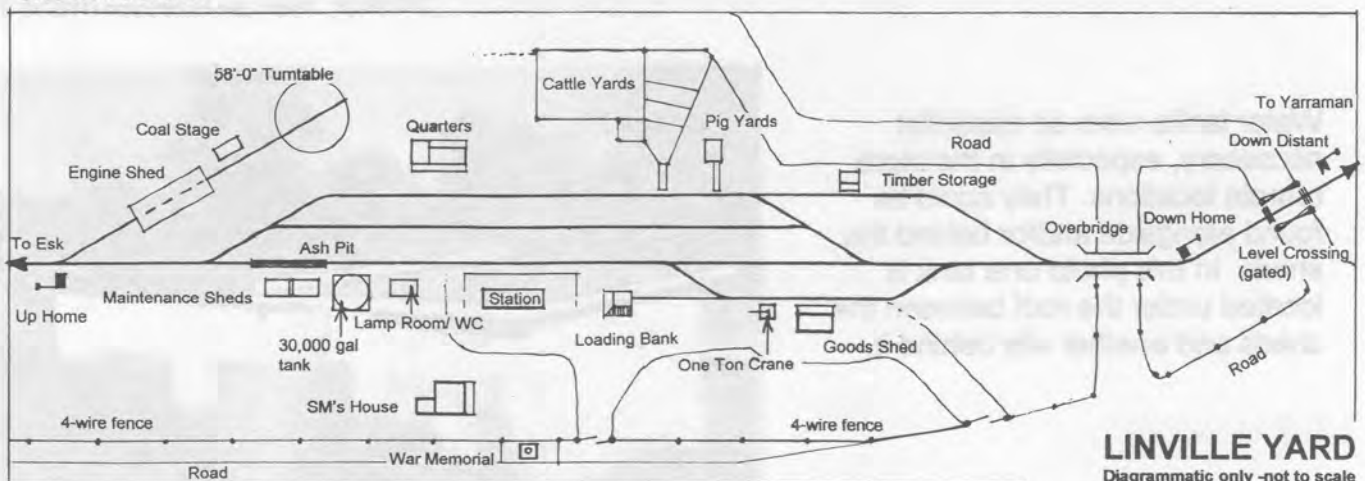 58'-0" Turntable
Cattle Yards
To Yarraman
Coal Stage
Quarters
Pig Yards
Road
Down Distant
Engine Shed
Timber Storage
Down Home
Overbridge
To Esk
Ash Pit
Level Crossing
(gated)
Maintenance Sheds
Station
Up Home
Lamp Room/ WC
Loading Bank
Goods Shed
Road
30,000 gal
tank
One Ton Crane
SM's House
4-wire fence
4-wire fence
War Memorial
Road
LINVILLE YARD
Diagrammatic only -not to scale